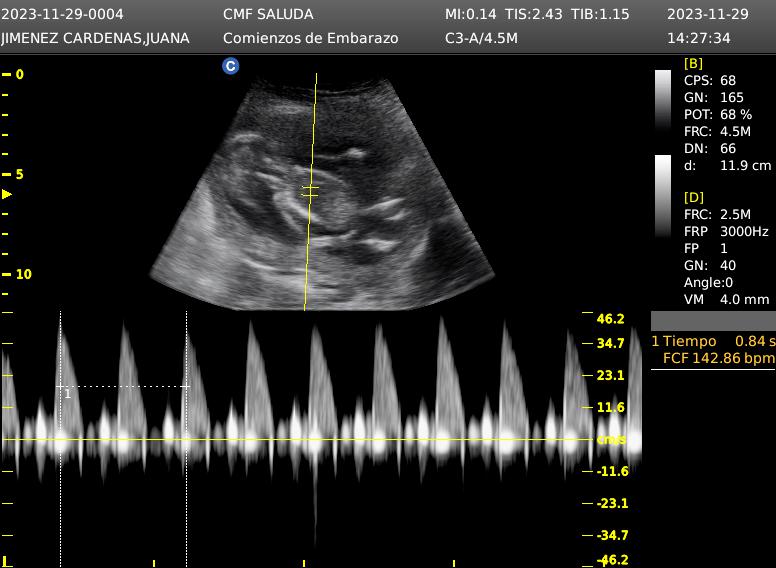 2023-11-29-0004 CMF SALUDA MI:0.14 TIS:2.43 TIB:1.15 2023-11-29
JIMENEZ CARDENAS,JUANA Comienzos de Embarazo C3-A/4.5M 14:27:34
C
0
5
10
[B]
CPS: 68
GN: 165
POT: 68 %
FRC: 4.5M
DN: 66
d: 11.9 cm
[D]
FRC: 2.5M
FRP 3000Hz
FP 1
GN: 40
Angle:0
VM 4.0 mm
1 Tiempo 0.84 s
FCF 142.86 bpm
46.2
34.7
23.1
11.6
cm/s
-11.6
-23.1
-34.7
-46.2
1